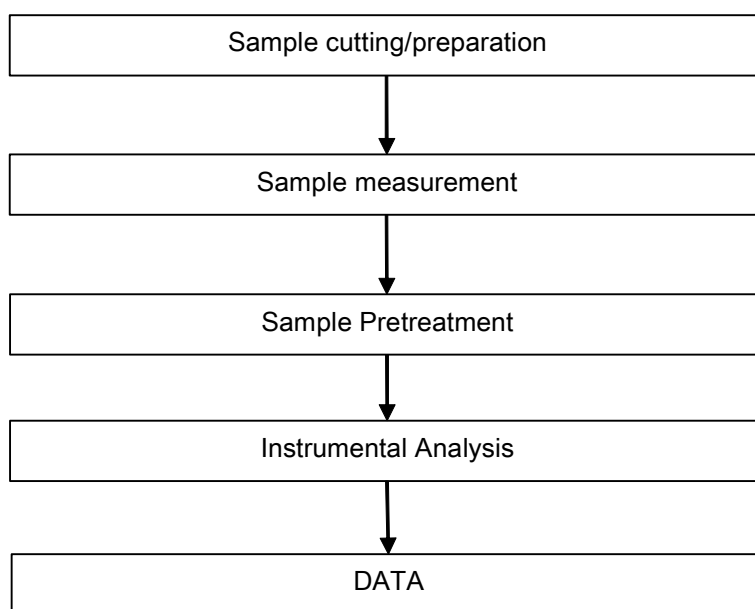 Sample cutting/preparation
Sample measurement
Sample Pretreatment
Instrumental Analysis
DATA